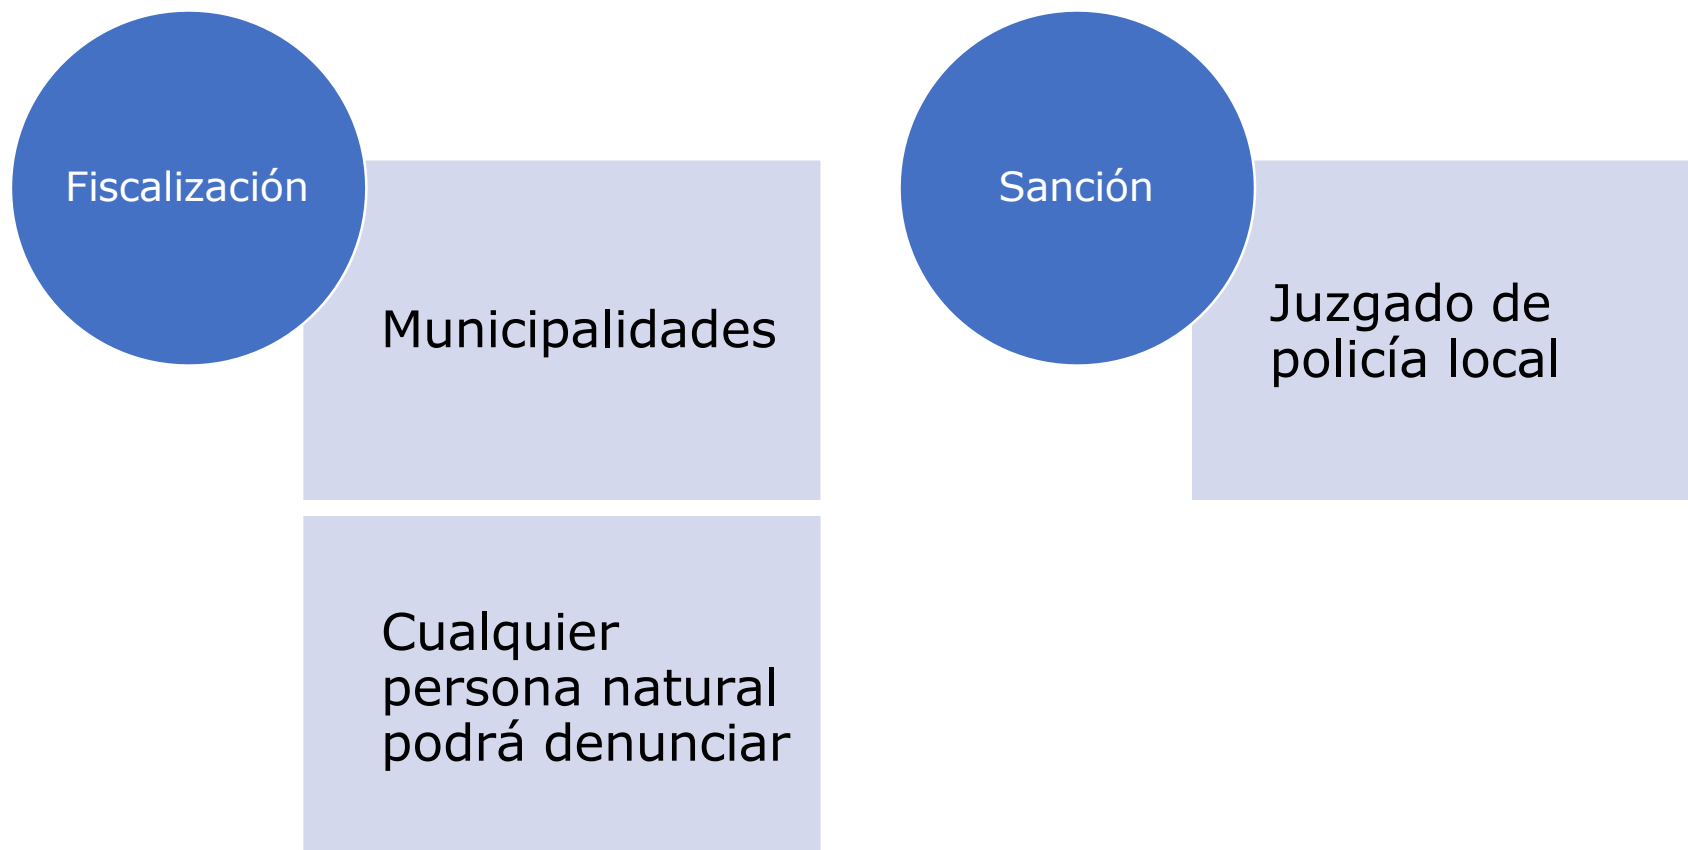 Fiscalización
Municipalidades
Cualquier
persona natural
podrá denunciar
Sanción
Juzgado de
policía local